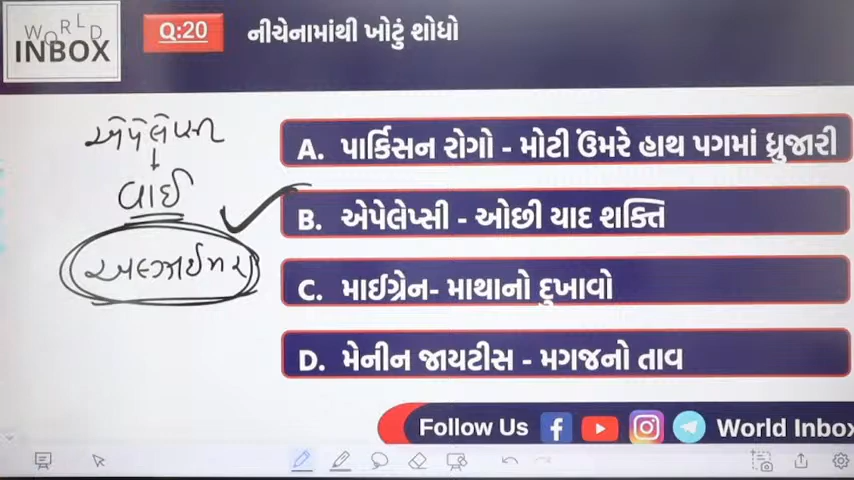 WORLD
INBOX
Q:20
નીચેનામાંથી ખોટું શોધો
એપેલેપ્સી
વાઈ
અલ્ઝાઈમર
A. પાર્કિસન રોગો - મોટી ઉંમરે હાથ પગમાં ધ્રુજારી
B. એપેલેપ્સી - ઓછી યાદ શક્તિ
C. માઈગ્રેન- માથાનો દુખાવો
D. મેનીન જાયટીસ - મગજનો તાવ
Follow Us
World Inbox